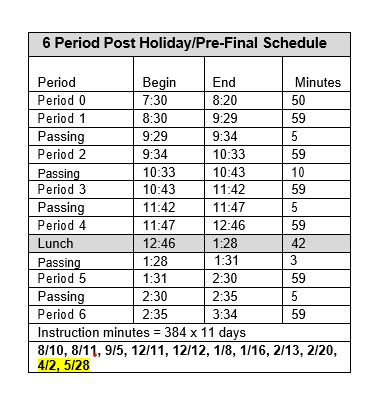 6 Period Post Holiday/Pre-Final Schedule
Period Begin End Minutes
Period 0 7:30 8:20 50
Period 1 8:30 9:29 59
Passing 9:29 9:34 5
Period 2 9:34 10:33 59
Passing 10:33 10:43 10
Period 3 10:43 11:42 59
Passing 11:42 11:47 5
Period 4 11:47 12:46 59
Lunch 12:46 1:28 42
Passing 1:28 1:31 3
Period 5 1:31 2:30 59
Passing 2:30 2:35 5
Period 6 2:35 3:34 59
Instruction minutes = 384 x 11 days
8/10, 8/11, 9/5, 12/11, 12/12, 1/8, 1/16, 2/13, 2/20,
4/2, 5/28